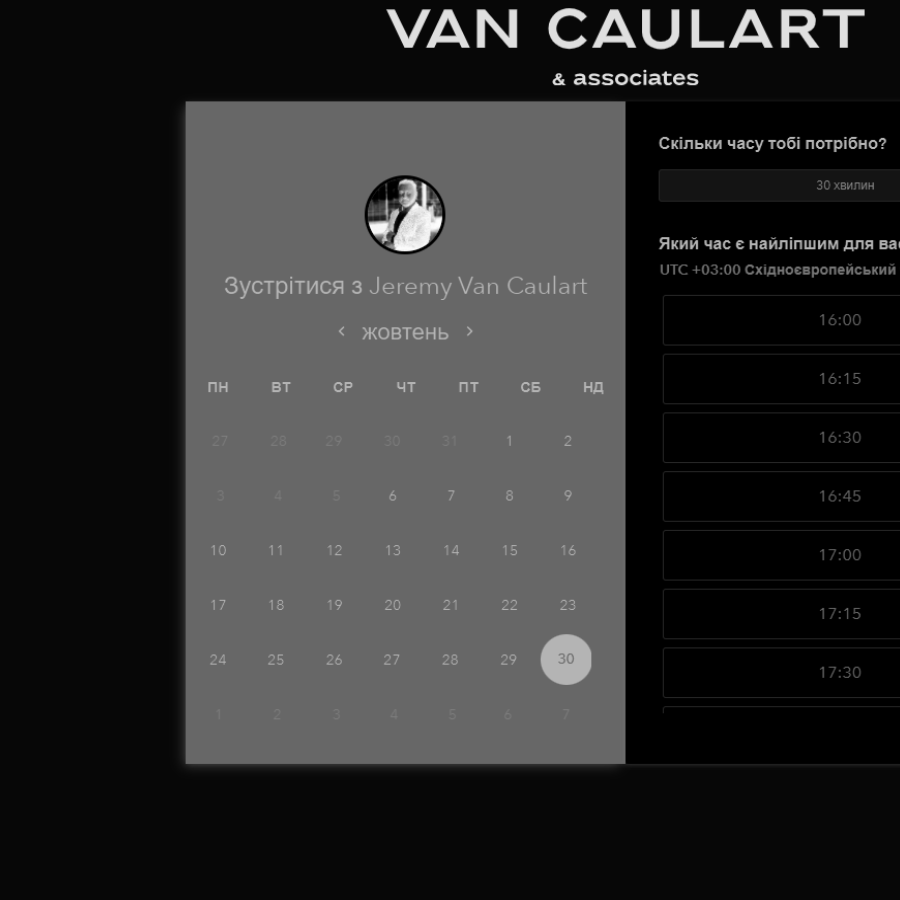 VAN CAULART
& associates
Зустрітися з Jeremy Van Caulart
‹ жовтень ›
ПН ВТ СР ЧТ ПТ СБ НД
27 28 29 30 31 1 2
3 4 5 6 7 8 9
10 11 12 13 14 15 16
17 18 19 20 21 22 23
24 25 26 27 28 29 30
1 2 3 4 5 6 7
Скільки часу тобі потрібно?
30 хвилин
Який час є найліпшим для вас
UTC +03:00 Східноєвропейський
16:00
16:15
16:30
16:45
17:00
17:15
17:30